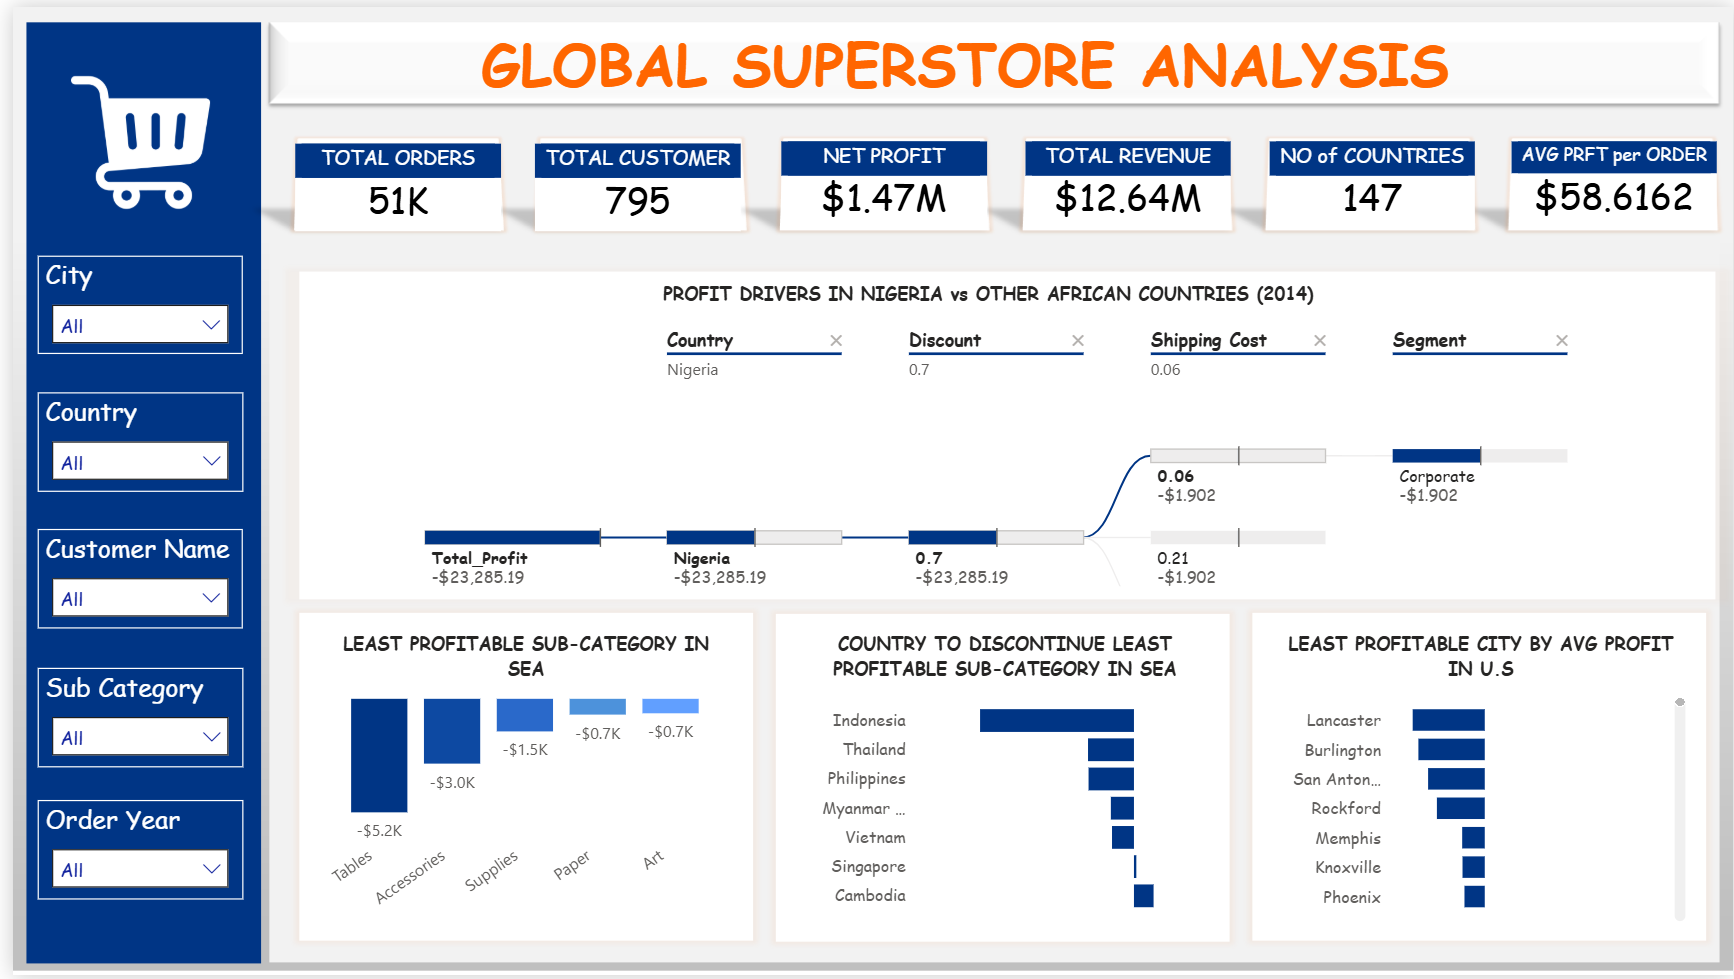 GLOBAL SUPERSTORE ANALYSIS
TOTAL ORDERS
51K
TOTAL CUSTOMER
795
NET PROFIT
$1.47M
TOTAL REVENUE
$12.64M
NO of COUNTRIES
147
AVG PRFT per ORDER
$58.6162
City
All
Country
All
Customer Name
All
Sub Category
All
Order Year
All
PROFIT DRIVERS IN NIGERIA vs OTHER AFRICAN COUNTRIES (2014)
Country
Nigeria
Discount
0.7
Shipping Cost
0.06
Segment
Total_Profit
-$23,285.19
Nigeria
-$23,285.19
0.7
-$23,285.19
0.06
-$1.902
0.21
-$1.902
Corporate
-$1.902
LEAST PROFITABLE SUB-CATEGORY IN
SEA
-$5.2K
-$3.0K
-$1.5K
-$0.7K
-$0.7K
Tables
Accessories
Supplies
Paper
Art
COUNTRY TO DISCONTINUE LEAST
PROFITABLE SUB-CATEGORY IN SEA
Indonesia
Thailand
Philippines
Myanmar ...
Vietnam
Singapore
Cambodia
LEAST PROFITABLE CITY BY AVG PROFIT
IN U.S
Lancaster
Burlington
San Anton...
Rockford
Memphis
Knoxville
Phoenix